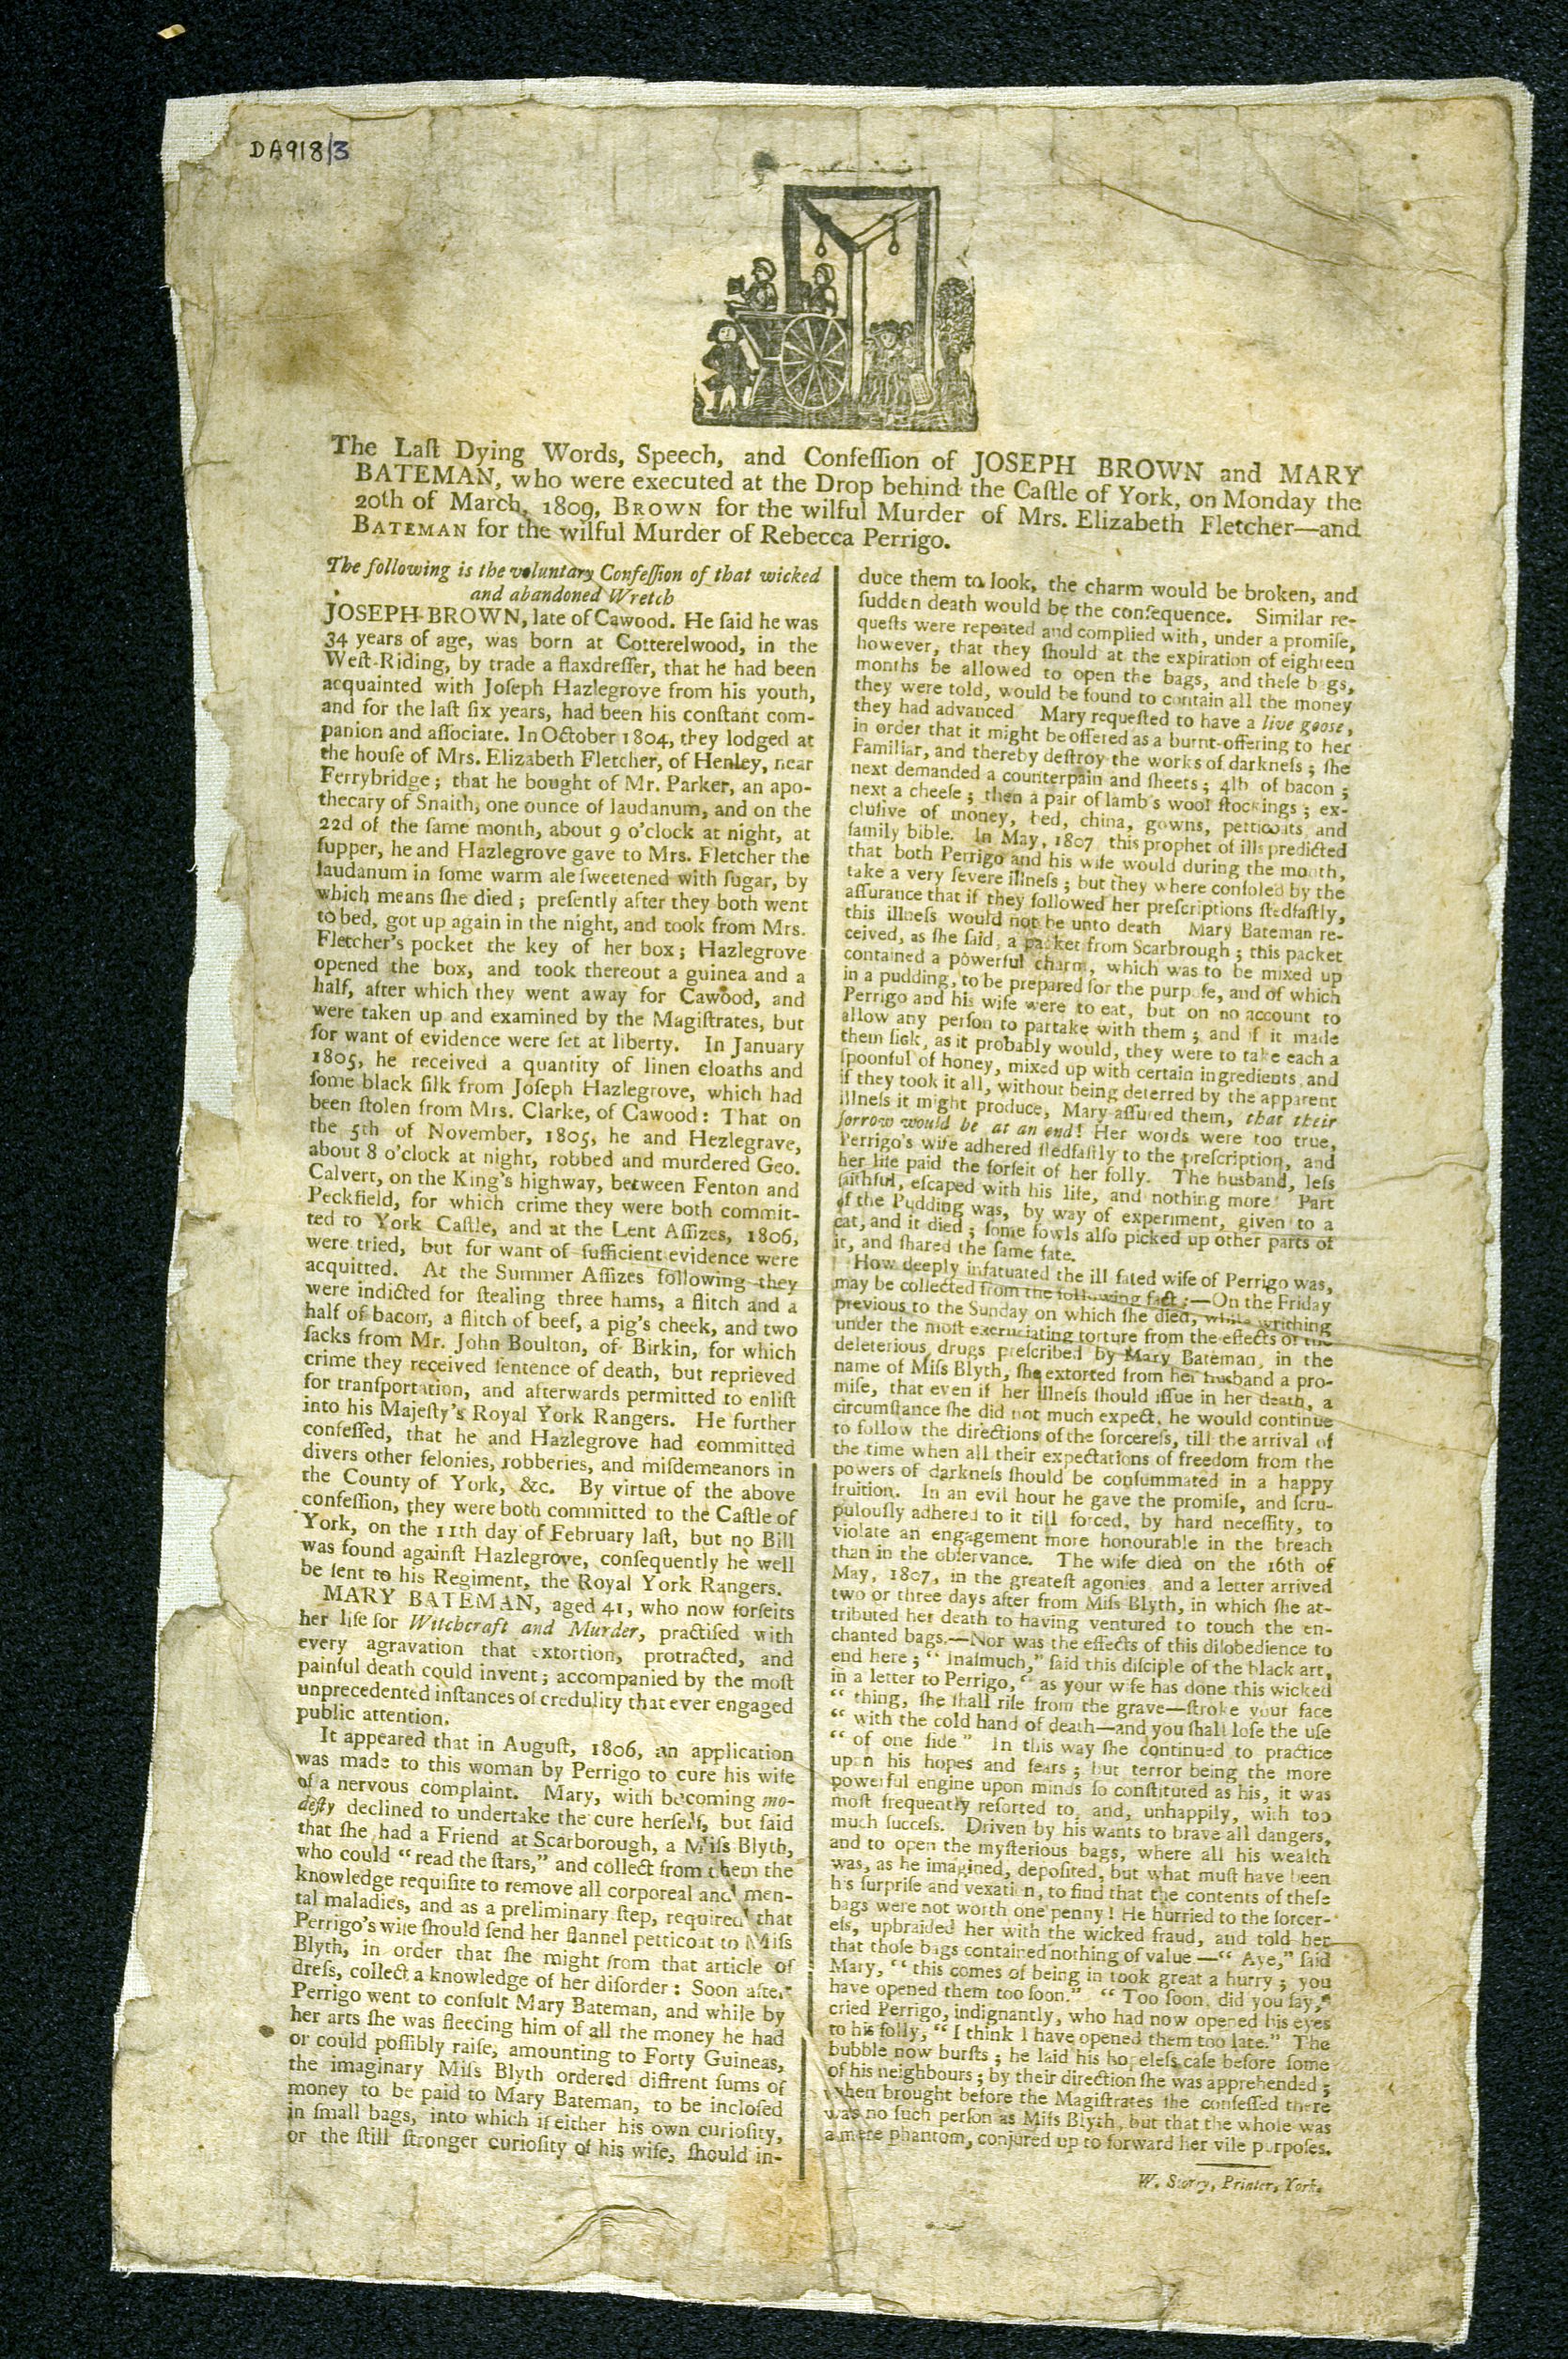 DA918/3
The Laſt Dying Words, Speech, and Confeſſion of JOSEPH BROWN and MARY
BATEMAN, who were executed at the Drop behind the Caſtle of York, on Monday the
20th of March, 1809, BROWN for the wilful Murder of Mrs. Elizabeth Fletcher—and
BATEMAN for the wilful Murder of Rebecca Perrigo.
The following is the voluntary Confeſſion of that wicked
and abandoned Wretch
JOSEPH BROWN, late of Cawood. He ſaid he was
34 years of age, was born at Cotterelwood, in the
Weſt-Riding, by trade a flaxdreſſer, that he had been
acquainted with Joſeph Hazlegrove from his youth,
and for the laſt ſix years, had been his conſtant com-
panion and aſſociate. In October 1804, they lodged at
the houſe of Mrs. Elizabeth Fletcher, of Henley, near
Ferrybridge; that he bought of Mr. Parker, an apo-
thecary of Snaith, one ounce of laudanum, and on the
22d of the ſame month, about 9 o'clock at night, at
ſupper, he and Hazlegrove gave to Mrs. Fletcher the
laudanum in ſome warm ale ſweetened with ſugar, by
which means ſhe died; preſently after they both went
to bed, got up again in the night, and took from Mrs.
Fletcher's pocket the key of her box; Hazlegrove
opened the box, and took thereout a guinea and a
half, after which they went away for Cawood, and
were taken up and examined by the Magiſtrates, but
for want of evidence were ſet at liberty. In January
1805, he received a quantity of linen cloaths and
ſome black ſilk from Joſeph Hazlegrove, which had
been ſtolen from Mrs. Clarke, of Cawood: That on
the 5th of November, 1805, he and Hezlegrave,
about 8 o'clock at night, robbed and murdered Geo.
Calvert, on the King's highway, between Fenton and
Peckfield, for which crime they were both commit-
ted to York Caſtle, and at the Lent Aſſizes, 1806,
were tried, but for want of ſufficient evidence were
acquitted. At the Summer Aſſizes following they
were indicted for ſtealing three hams, a flitch and a
half of bacon, a flitch of beef, a pig's cheek, and two
ſacks from Mr. John Boulton, of Birkin, for which
crime they received ſentence of death, but reprieved
for tranſportation, and afterwards permitted to enliſt
into his Majeſty's Royal York Rangers. He further
confeſſed, that he and Hazlegrove had committed
divers other felonies, robberies, and miſdemeanors in
the County of York, &c. By virtue of the above
confeſſion, they were both committed to the Caſtle of
York, on the 11th day of February laſt, but no Bill
was found againſt Hazlegrove, conſequently he well
be ſent to his Regiment, the Royal York Rangers.
MARY BATEMAN, aged 41, who now forfeits
her life for Witchcraft and Murder, practiſed with
every agravation that extortion, protracted, and
painful death could invent; accompanied by the moſt
unprecedented inſtances of credulity that ever engaged
public attention.
It appeared that in Auguſt, 1806, an application
was made to this woman by Perrigo to cure his wife
of a nervous complaint. Mary, with becoming mo-
deſty declined to undertake the cure herſelf, but ſaid
that ſhe had a Friend at Scarborough, a Miſs Blyth,
who could "read the ſtars," and collect from them the
knowledge requiſite to remove all corporeal and men-
tal maladies, and as a preliminary ſtep, required that
Perrigo's wife ſhould ſend her flannel petticoat to Miſs
Blyth, in order that ſhe might from that article of
dreſs, collect a knowledge of her diſorder: Soon after
Perrigo went to conſult Mary Bateman, and while by
her arts ſhe was fleecing him of all the money he had
or could poſſibly raiſe, amounting to Forty Guineas,
the imaginary Miſs Blyth ordered diffrent ſums of
money to be paid to Mary Bateman, to be incloſed
in ſmall bags, into which if either his own curioſity,
or the ſtill ſtronger curioſity of his wife, ſhould in-
duce them to look, the charm would be broken, and
ſudden death would be the conſequence. Similar re-
queſts were repeated and complied with, under a promiſe,
however, that they ſhould at the expiration of eighteen
months be allowed to open the bags, and theſe bags,
they were told, would be found to contain all the money
they had advanced Mary requeſted to have a live gooſe,
in order that it might be offered as a burnt-offering to her
Familiar, and thereby deſtroy the works of darkneſs; ſhe
next demanded a counterpain and ſheets; 4lb of bacon;
next a cheeſe; then a pair of lamb's wool ſtockings; ex-
cluſive of money, bed, china, gowns, petticoats and
family bible. In May, 1807 this prophet of ills predicted
that both Perrigo and his wife would during the month,
take a very ſevere illneſs; but they where conſoled by the
aſſurance that if they followed her preſcriptions ſtedfaſtly,
this illneſs would not be unto death Mary Bateman re-
ceived, as ſhe ſaid, a packet from Scarbrough; this packet
contained a powerful charm, which was to be mixed up
in a pudding, to be prepared for the purpoſe, and of which
Perrigo and his wife were to eat, but on no account to
allow any perſon to partake with them; and if it made
them ſick, as it probably would, they were to take each a
ſpoonful of honey, mixed up with certain ingredients and
if they took it all, without being deterred by the apparent
illneſs it might produce, Mary aſſured them, that their
ſorrow would be at an end! Her words were too true,
Perrigo's wife adhered ſtedfaſtly to the preſcription, and
her life paid the forfeit of her folly. The huſband, leſs
faithful, eſcaped with his life, and nothing more! Part
of the Pudding was, by way of experiment, given to a
cat, and it died; ſome fowls alſo picked up other parts of
it, and ſhared the ſame fate.
How deeply infatuated the ill fated wife of Perrigo was,
may be collected from the following fact:—On the Friday
previous to the Sunday on which ſhe died, while writhing
under the moſt excruciating torture from the effects of the
deleterious drugs preſcribed by Mary Bateman, in the
name of Miſs Blyth, ſhe extorted from her huſband a pro-
miſe, that even if her illneſs ſhould iſſue in her death, a
circumſtance ſhe did not much expect, he would continue
to follow the directions of the ſorcereſs, till the arrival of
the time when all their expectations of freedom from the
powers of darkneſs ſhould be conſummated in a happy
fruition. In an evil hour he gave the promiſe, and ſcru-
pulouſly adhered to it till forced, by hard neceſſity, to
violate an engagement more honourable in the breach
than in the obſervance. The wife died on the 16th of
May, 1807, in the greateſt agonies and a letter arrived
two or three days after from Miſs Blyth, in which ſhe at-
tributed her death to having ventured to touch the en-
chanted bags.—Nor was the effects of this diſobedience to
end here; " Inaſmuch," ſaid this diſciple of the black art,
in a letter to Perrigo, " as your wife has done this wicked
" thing, ſhe ſhall riſe from the grave—ſtroke your face
" with the cold hand of death—and you ſhall loſe the uſe
" of one ſide" In this way ſhe continued to practice
upon his hopes and fears; but terror being the more
powerful engine upon minds ſo conſtituted as his, it was
moſt frequently reſorted to, and, unhappily, with too
much ſucceſs. Driven by his wants to brave all dangers,
and to open the myſterious bags, where all his wealth
was, as he imagined, depoſited, but what muſt have been
his ſurpriſe and vexation, to find that the contents of theſe
bags were not worth one penny! He hurried to the ſorcer-
eſs, upbraided her with the wicked fraud, and told her
that thoſe bags contained nothing of value—" Aye," ſaid
Mary, " this comes of being in took great a hurry; you
have opened them too ſoon." " Too ſoon, did you ſay,"
cried Perrigo, indignantly, who had now opened his eyes
to his folly, " I think I have opened them too late." The
bubble now burſts; he laid his hopeleſs caſe before ſome
of his neighbours; by their direction ſhe was apprehended;
when brought before the Magiſtrates ſhe confeſſed there
was no ſuch perſon as Miſs Blyth, but that the whole was
a mere phantom, conjured up to forward her vile purpoſes.
W. Storry, Printer, York.